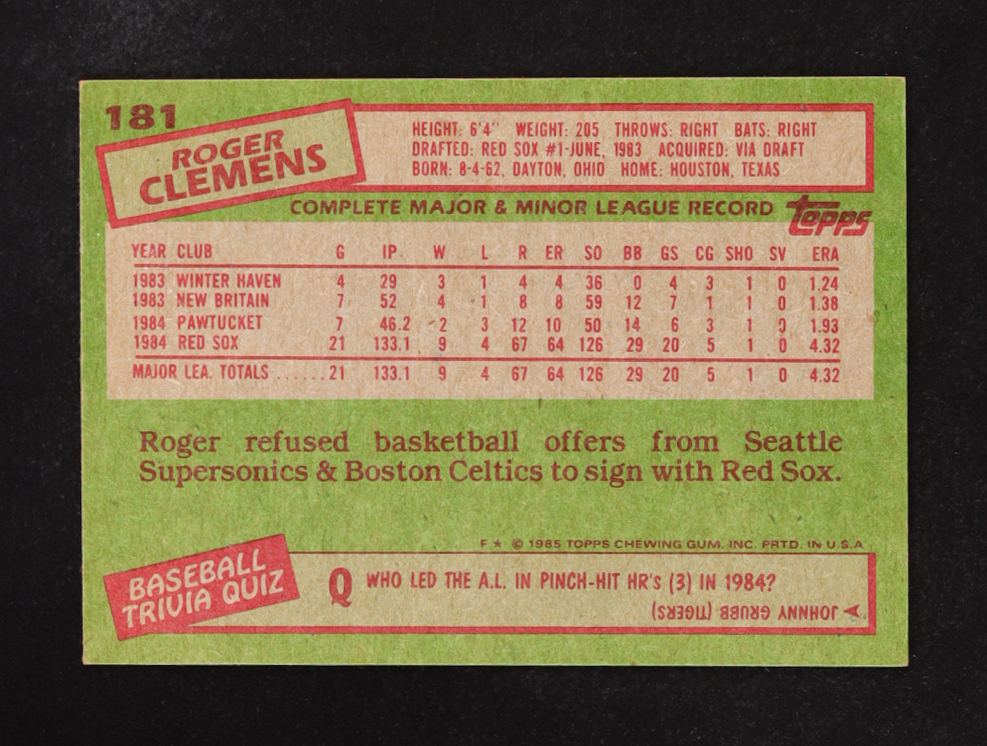 181
ROGER
CLEMENS
HEIGHT: 6'4" WEIGHT: 205 THROWS: RIGHT BATS: RIGHT
DRAFTED: RED SOX #1-JUNE, 1983 ACQUIRED: VIA DRAFT
BORN: 8-4-62, DAYTON, OHIO HOME: HOUSTON, TEXAS
COMPLETE MAJOR & MINOR LEAGUE RECORD topps
YEAR CLUB G IP W L R ER SO BB GS CG SHO SV ERA
1983 WINTER HAVEN 4 29 3 1 4 4 36 0 4 3 1 0 1.24
1983 NEW BRITAIN 7 52 4 1 8 8 59 12 7 1 1 0 1.38
1984 PAWTUCKET 7 46.2 2 3 12 10 50 14 6 3 1 0 1.93
1984 RED SOX 21 133.1 9 4 67 64 126 29 20 5 1 0 4.32
MAJOR LEA. TOTALS ......21 133.1 9 4 67 64 126 29 20 5 1 0 4.32
Roger refused basketball offers from Seattle
Supersonics & Boston Celtics to sign with Red Sox.
F ★ © 1985 TOPPS CHEWING GUM, INC. PRTD. IN U.S.A
BASEBALL
TRIVIA QUIZ
Q WHO LED THE A.L. IN PINCH-HIT HR's (3) IN 1984?
A JOHNNY GRUBB (TIGERS)